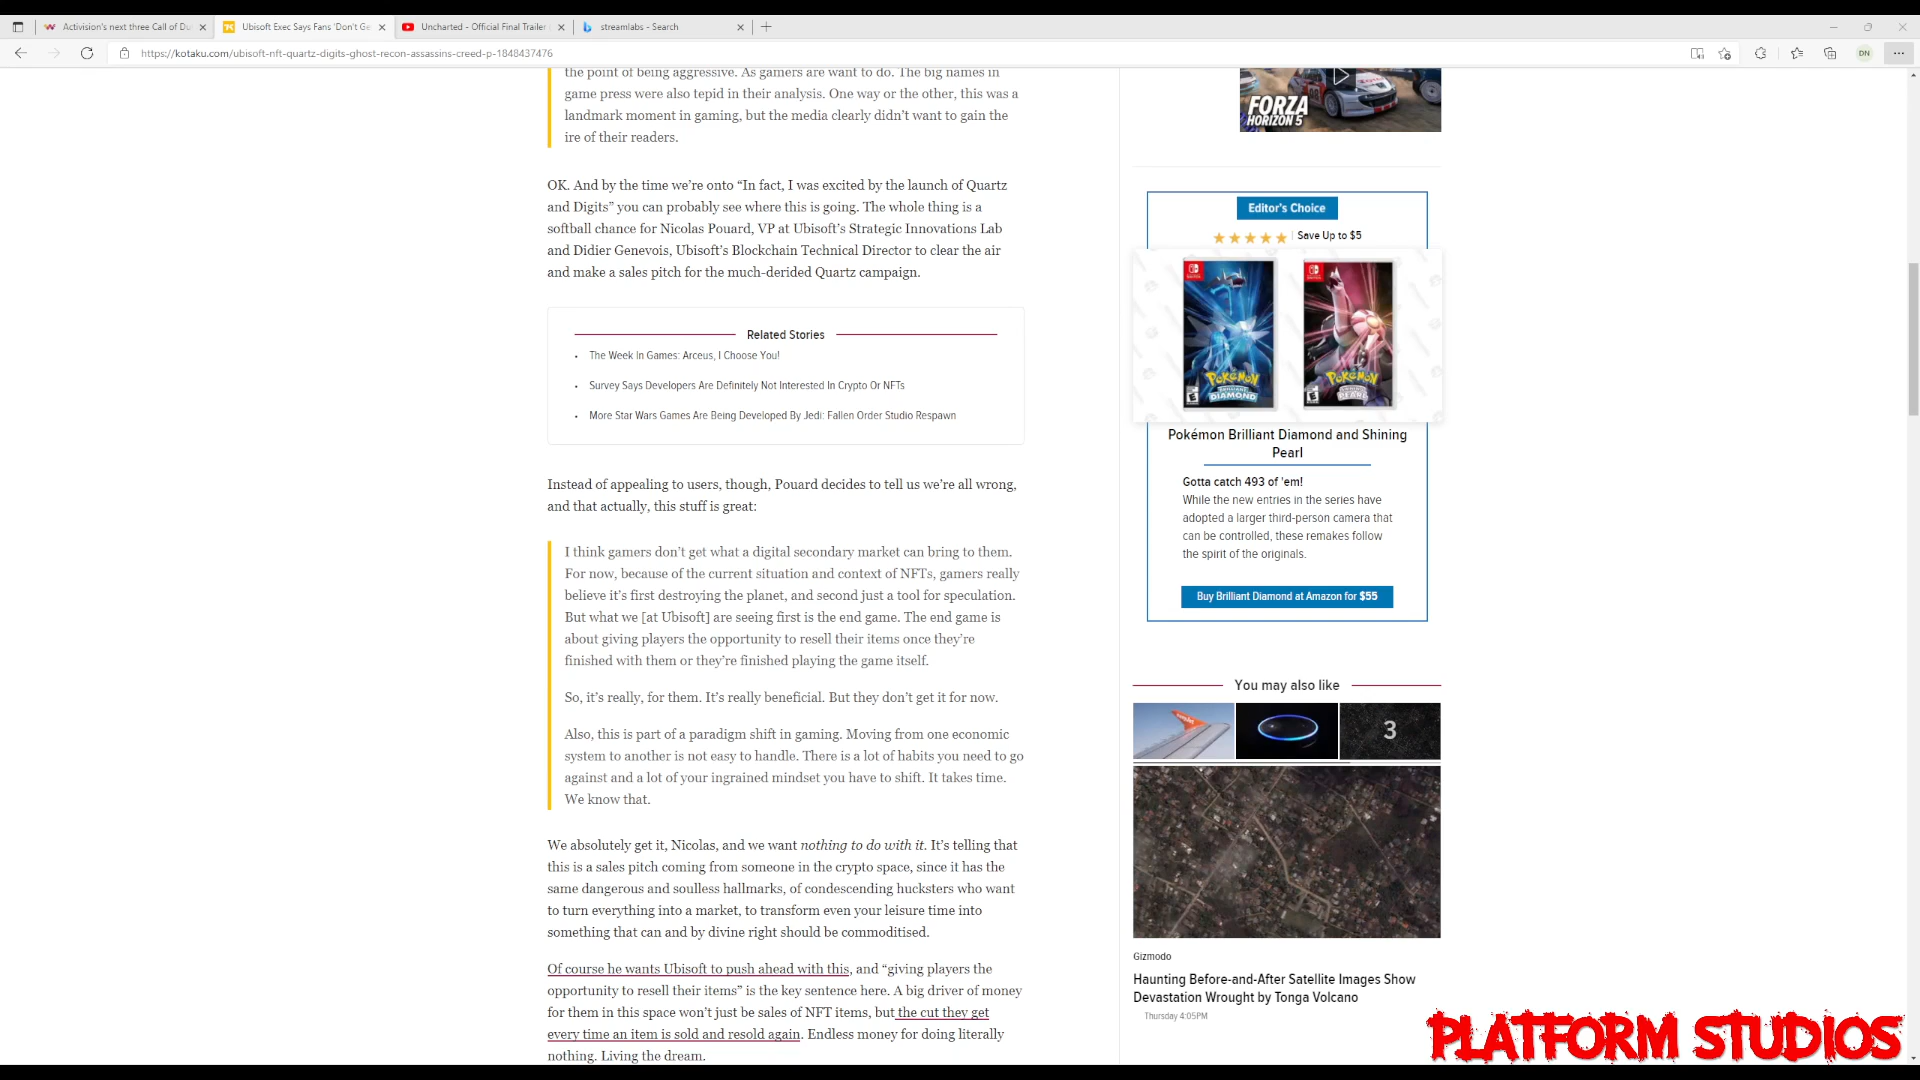 Activision's next three Call of Du
Ubisoft Exec Says Fans 'Don't Ge
Uncharted - Official Final Trailer
streamlabs - Search
https://kotaku.com/ubisoft-nft-quartz-digits-ghost-recon-assassins-creed-p-1848437476
DN
the point of being aggressive. As gamers are want to do. The big names in
game press were also tepid in their analysis. One way or the other, this was a
landmark moment in gaming, but the media clearly didn't want to gain the
ire of their readers.
OK. And by the time we're onto “In fact, I was excited by the launch of Quartz
and Digits” you can probably see where this is going. The whole thing is a
softball chance for Nicolas Pouard, VP at Ubisoft's Strategic Innovations Lab
and Didier Genevois, Ubisoft's Blockchain Technical Director to clear the air
and make a sales pitch for the much-derided Quartz campaign.
Related Stories
• The Week In Games: Arceus, I Choose You!
• Survey Says Developers Are Definitely Not Interested In Crypto Or NFTs
• More Star Wars Games Are Being Developed By Jedi: Fallen Order Studio Respawn
Instead of appealing to users, though, Pouard decides to tell us we're all wrong,
and that actually, this stuff is great:
I think gamers don't get what a digital secondary market can bring to them.
For now, because of the current situation and context of NFTs, gamers really
believe it's first destroying the planet, and second just a tool for speculation.
But what we [at Ubisoft] are seeing first is the end game. The end game is
about giving players the opportunity to resell their items once they're
finished with them or they're finished playing the game itself.
So, it's really, for them. It's really beneficial. But they don't get it for now.
Also, this is part of a paradigm shift in gaming. Moving from one economic
system to another is not easy to handle. There is a lot of habits you need to go
against and a lot of your ingrained mindset you have to shift. It takes time.
We know that.
We absolutely get it, Nicolas, and we want nothing to do with it. It's telling that
this is a sales pitch coming from someone in the crypto space, since it has the
same dangerous and soulless hallmarks, of condescending hucksters who want
to turn everything into a market, to transform even your leisure time into
something that can and by divine right should be commoditised.
Of course he wants Ubisoft to push ahead with this, and “giving players the
opportunity to resell their items” is the key sentence here. A big driver of money
for them in this space won't just be sales of NFT items, but the cut they get
every time an item is sold and resold again. Endless money for doing literally
nothing. Living the dream.
FORZA
HORIZON 5
Editor's Choice
Save Up to $5
POKéMON
BRILLIANT
DIAMOND
POKéMON
SHINING
PEARL
Pokémon Brilliant Diamond and Shining
Pearl
Gotta catch 493 of 'em!
While the new entries in the series have
adopted a larger third-person camera that
can be controlled, these remakes follow
the spirit of the originals.
Buy Brilliant Diamond at Amazon for $55
You may also like
3
Gizmodo
Haunting Before-and-After Satellite Images Show
Devastation Wrought by Tonga Volcano
Thursday 4:05PM
PLATFORM STUDIOS